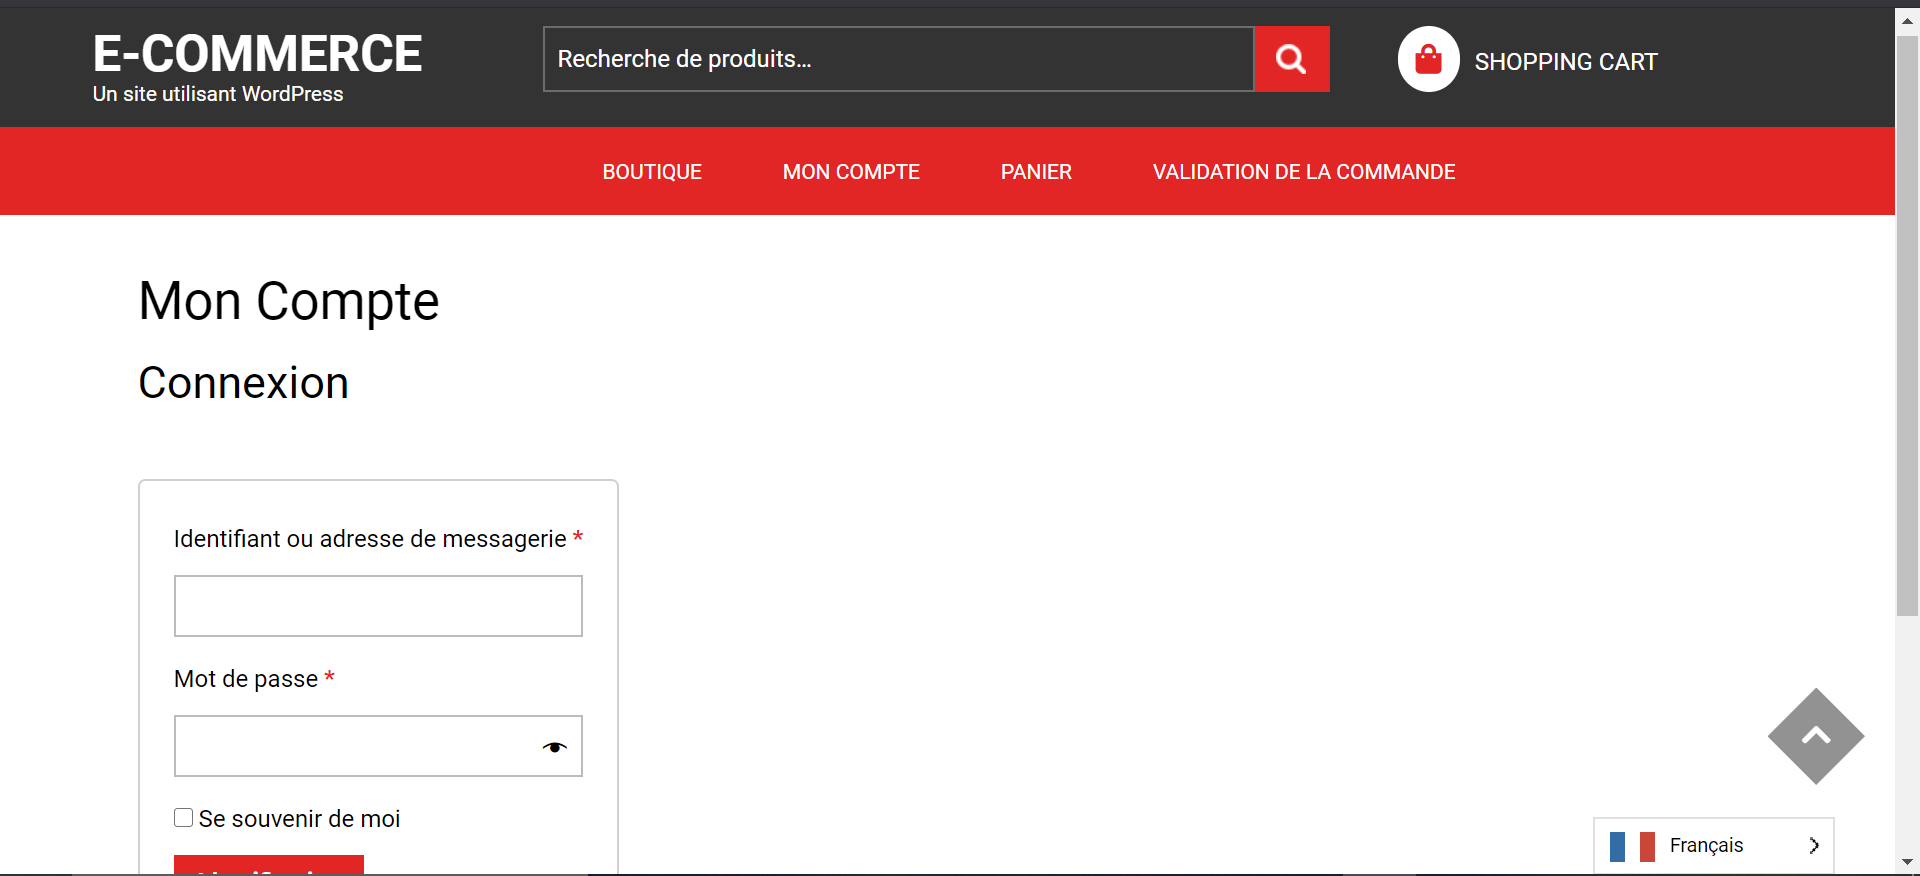 E-COMMERCE
Un site utilisant WordPress
Recherche de produits…
SHOPPING CART
BOUTIQUE
MON COMPTE
PANIER
VALIDATION DE LA COMMANDE
Mon Compte
Connexion
Identifiant ou adresse de messagerie *
Mot de passe *
Se souvenir de moi
Français